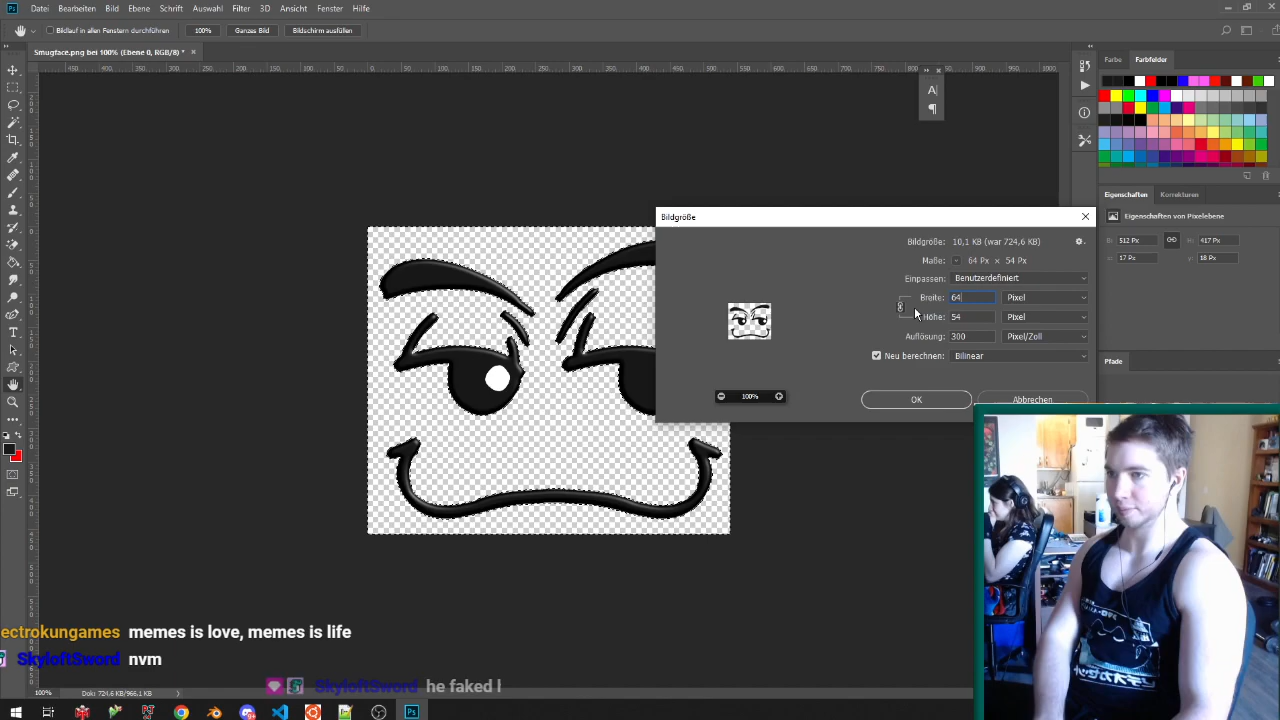 Ps Datei Bearbeiten Bild Ebene Schrift Auswahl Filter 3D Ansicht Fenster Hilfe
Bildlauf in allen Fenstern durchführen 100% Ganzes Bild Bildschirm ausfüllen
Smugface.png bei 100% (Ebene 0, RGB/8) *
Farbe Farbfelder
Eigenschaften Korrekturen
Eigenschaften von Pixelebene
B: 512 Px H: 417 Px
X: 17 Px Y: 18 Px
Pfade
Bildgröße
Bildgröße: 10,1 KB (war 724,6 KB)
Maße: 64 Px × 54 Px
Einpassen: Benutzerdefiniert
Breite: 64 Pixel
Höhe: 54 Pixel
Auflösung: 300 Pixel/Zoll
Neu berechnen: Bilinear
100%
OK Abbrechen
ectrokungames memes is love, memes is life
SkyloftSword nvm
SkyloftSword he faked l
100% Dok: 724,6 KB/966,1 KB
Ps